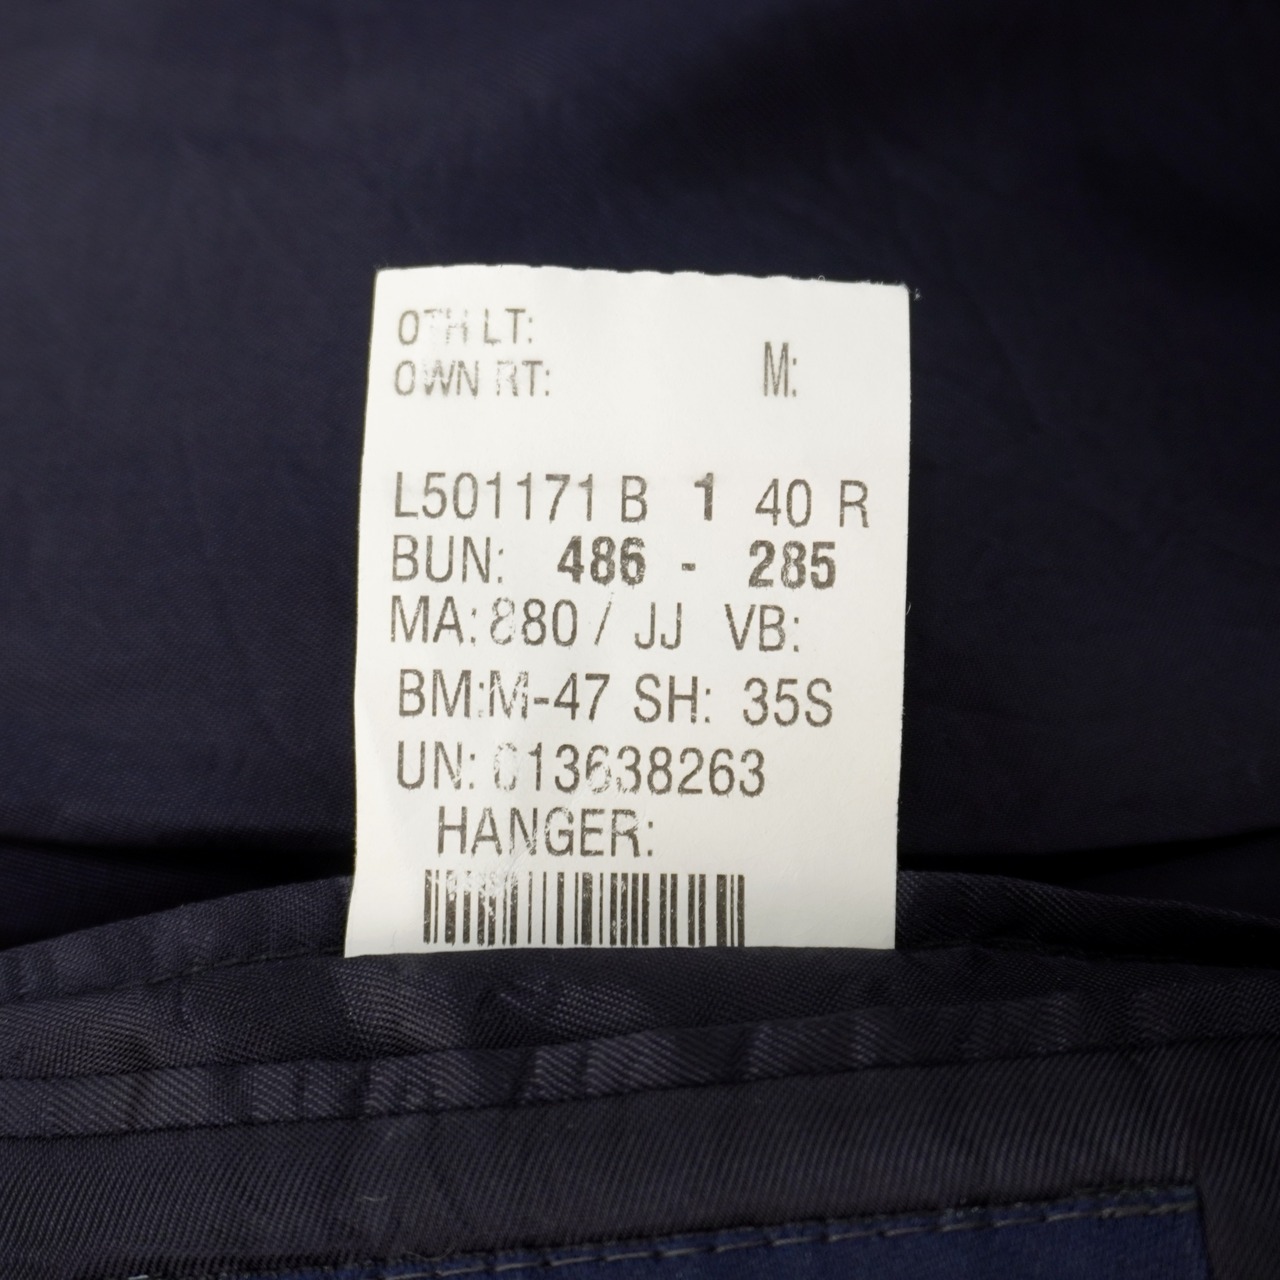 OTH LT:
OWN RT: M:
L501171 B 1 40 R
BUN: 486 - 285
MA: 880 / JJ VB:
BM:M-47 SH: 35S
UN: 013638263
HANGER: